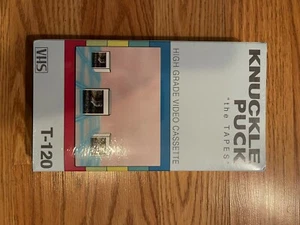 KNUCKLE
PUCK
"the TAPES"
HIGH GRADE VIDEO CASSETTE
VHS
T-120